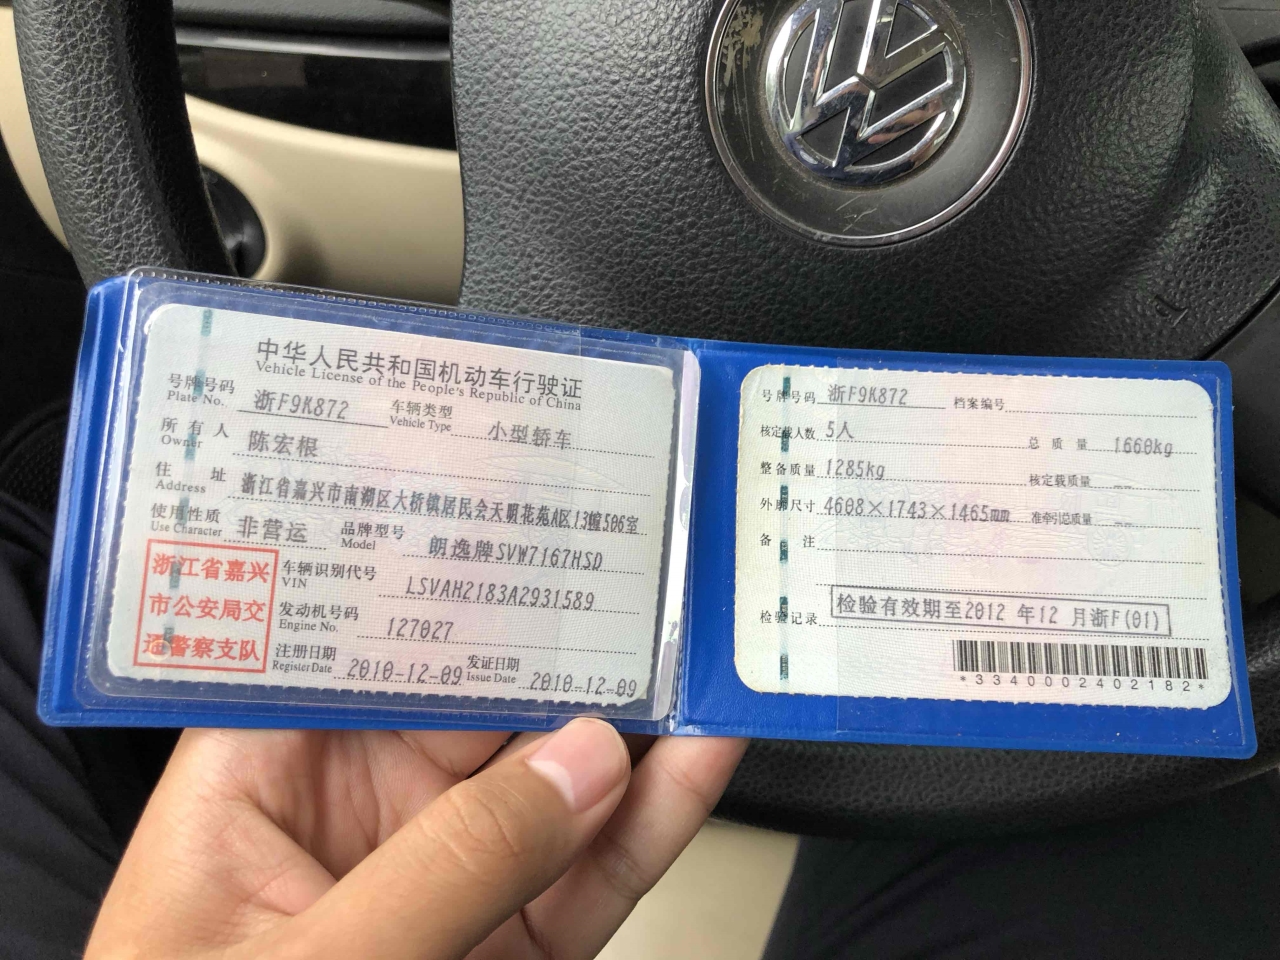 中华人民共和国机动车行驶证
Vehicle License of the People's Republic of China
号牌号码 浙F9K872 车辆类型 小型轿车
Plate No. Vehicle Type
所有人 陈宏根
Owner
住址 浙江省嘉兴市南湖区大桥镇居民会天明花苑A区13幢506室
Address
使用性质 非营运 品牌型号 朗逸牌SVW7167HSD
Use Character Model
浙江省嘉兴
市公安局交
通警察支队
车辆识别代号 LSVAH2183A2931589
VIN
发动机号码 127027
Engine No.
注册日期 2010-12-09 发证日期 2010-12-09
Register Date Issue Date
号牌号码 浙F9K872 档案编号
核定载人数 5人 总质量 1660kg
整备质量 1285kg 核定载质量 --
外廓尺寸 4608×1743×1465mm 准牵引总质量 --
备注
检验记录 检验有效期至2012 年12 月浙F(01)
*3340002402182*